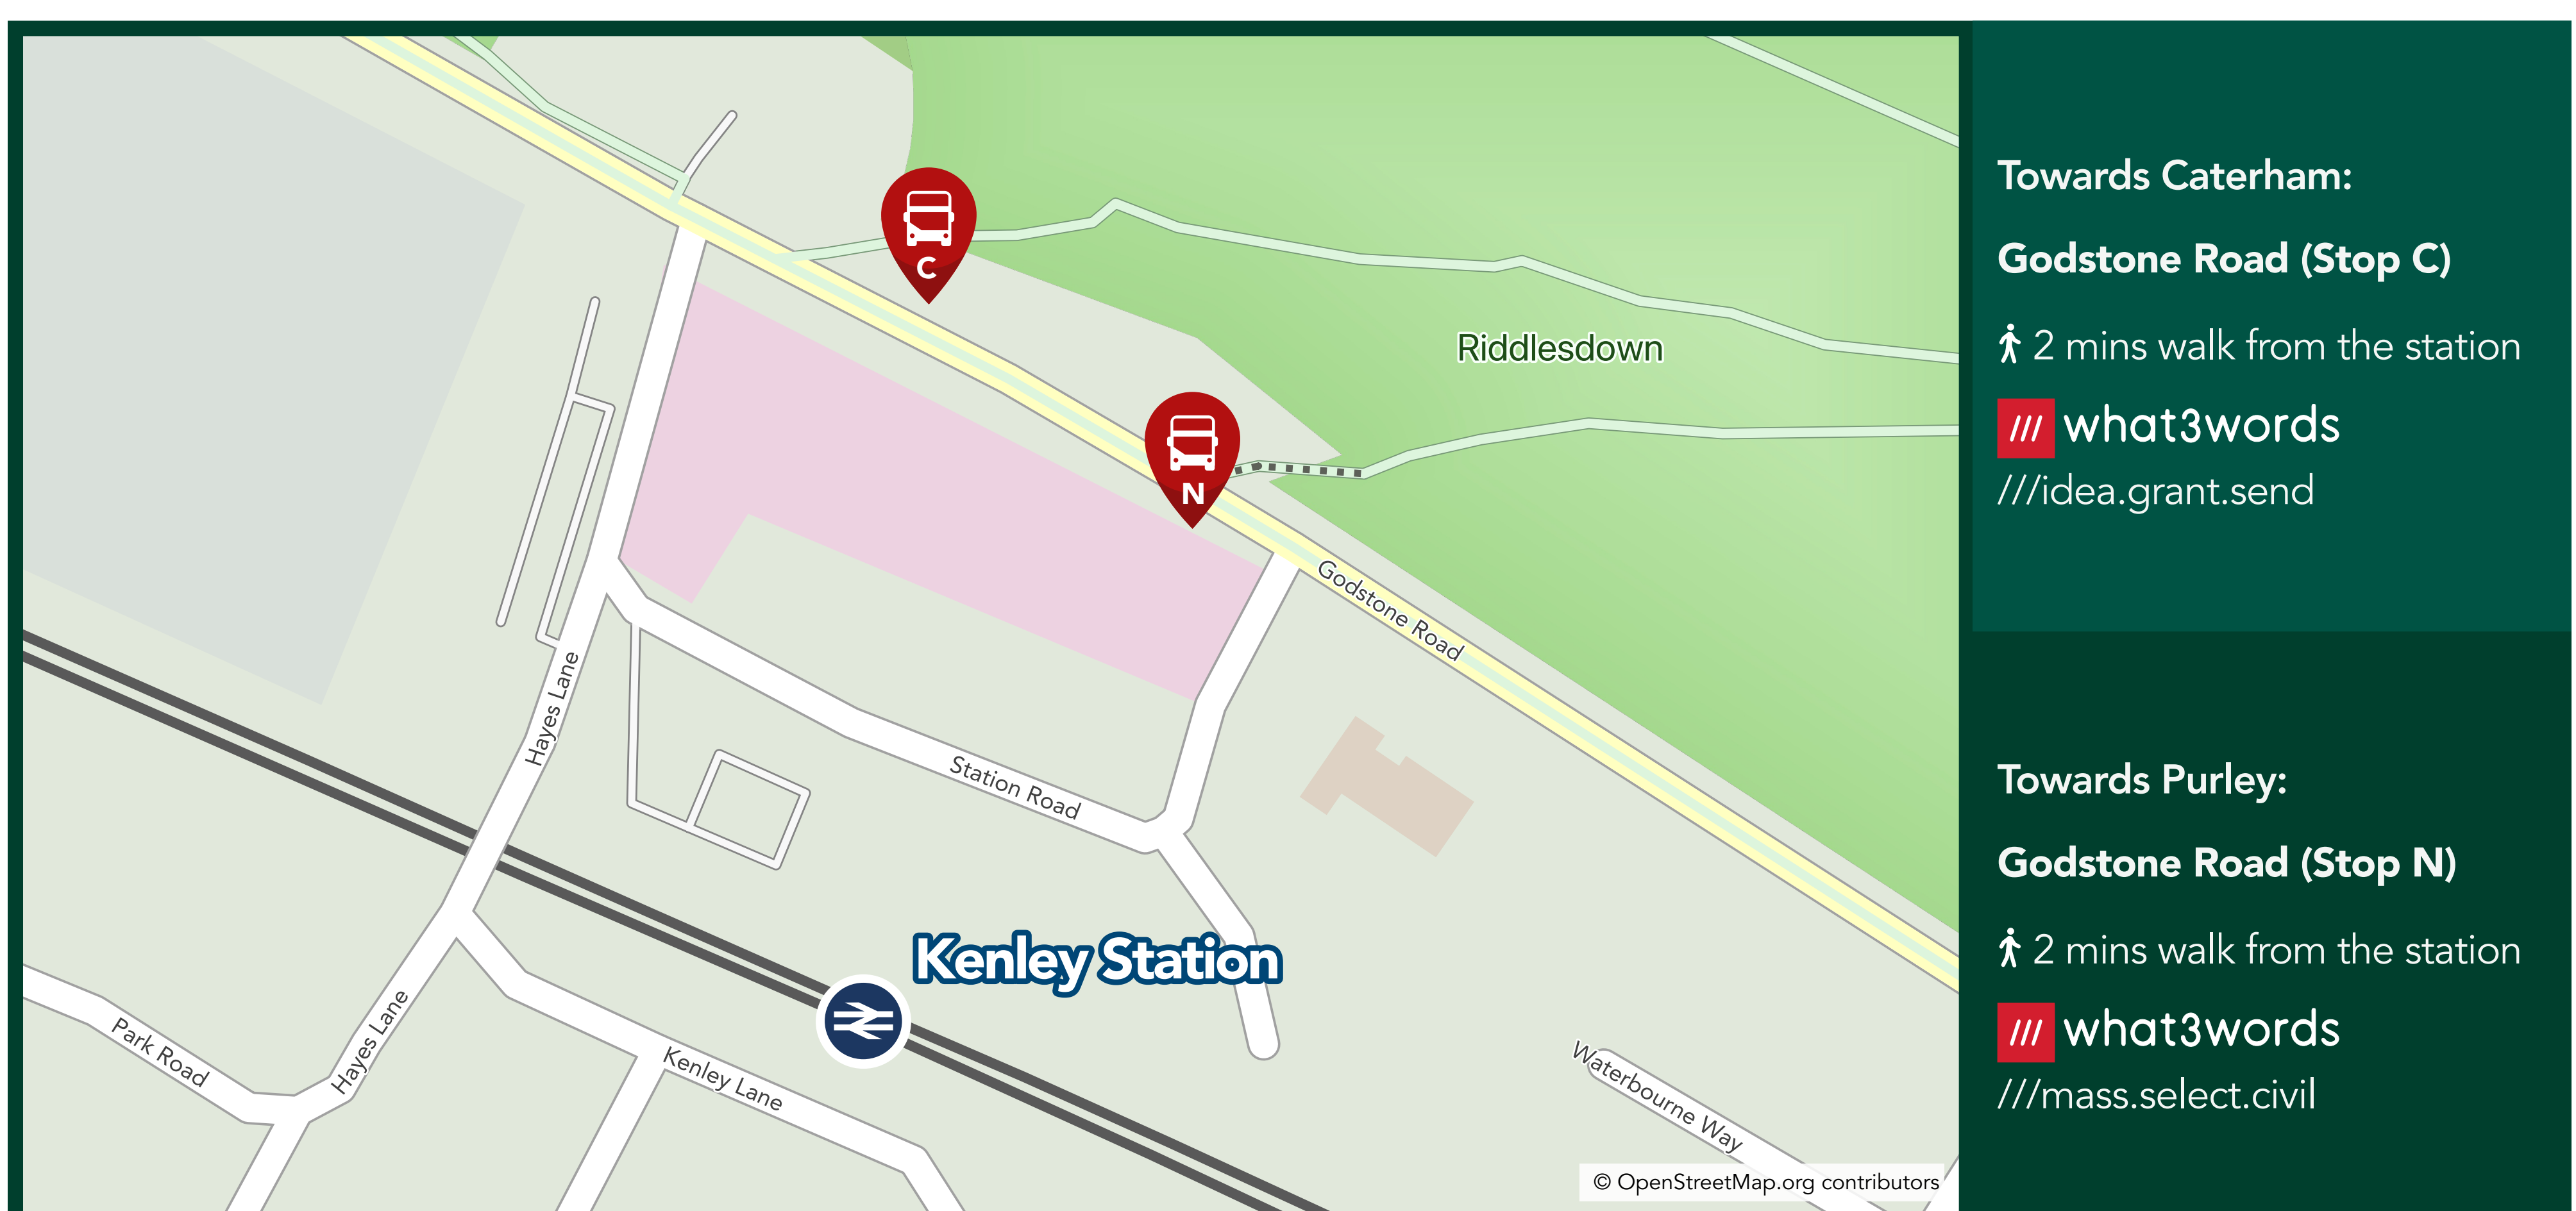 C
N
Riddlesdown
Godstone Road
Hayes Lane
Station Road
Kenley Station
Park Road
Hayes Lane
Kenley Lane
Waterbourne Way
© OpenStreetMap.org contributors
Towards Caterham:
Godstone Road (Stop C)
2 mins walk from the station
what3words
///idea.grant.send
Towards Purley:
Godstone Road (Stop N)
2 mins walk from the station
what3words
///mass.select.civil